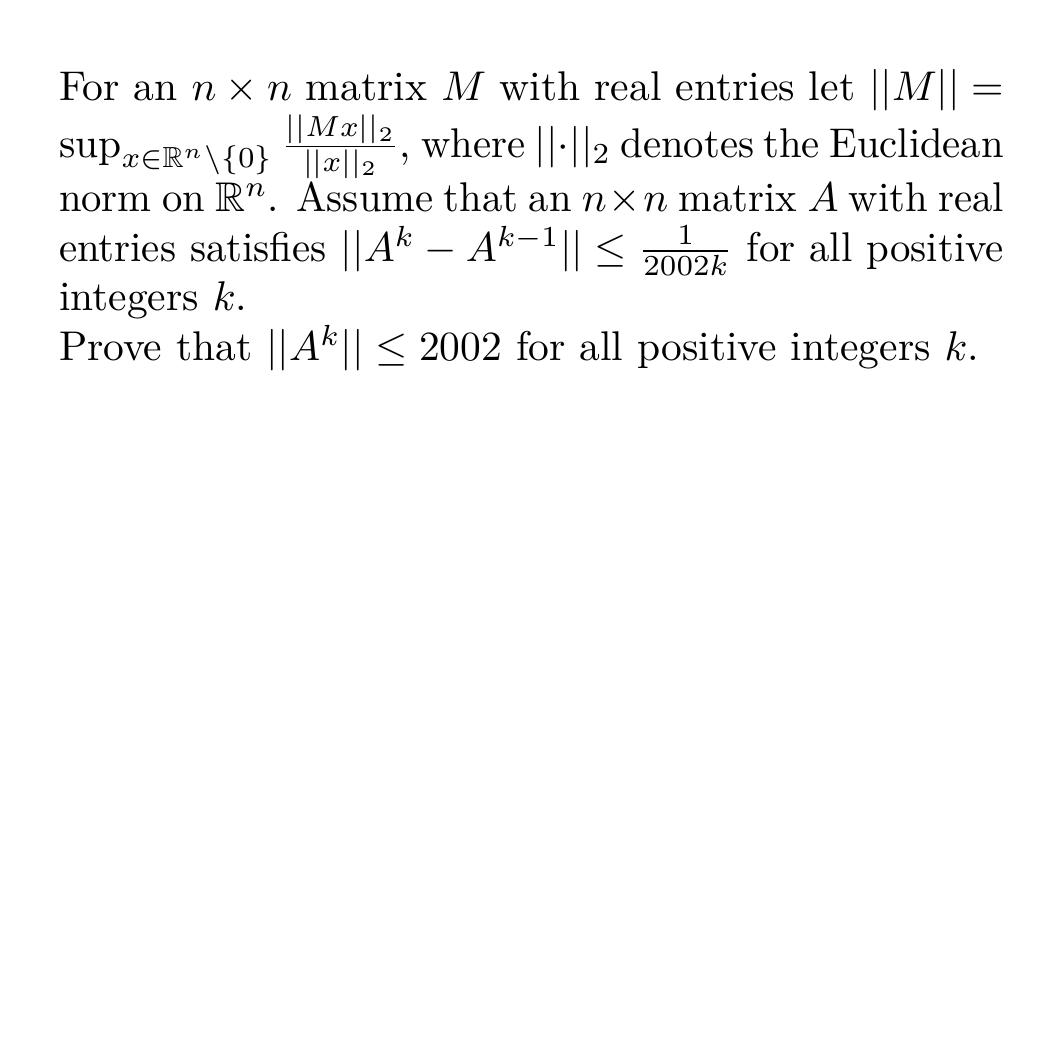 For an $n \times n$ matrix $M$ with real entries let $||M|| =$
$\sup_{x \in \mathbb{R}^n \setminus \{0\}} \frac{||Mx||_2}{||x||_2}$, where $||\cdot||_2$ denotes the Euclidean
norm on $\mathbb{R}^n$. Assume that an $n \times n$ matrix $A$ with real
entries satisfies $||A^k - A^{k-1}|| \leq \frac{1}{2002k}$ for all positive
integers $k$.
Prove that $||A^k|| \leq 2002$ for all positive integers $k$.